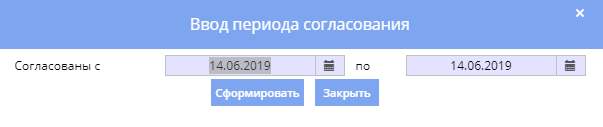 Ввод периода согласования
Согласованы с 14.06.2019 по 14.06.2019
Сформировать Закрыть